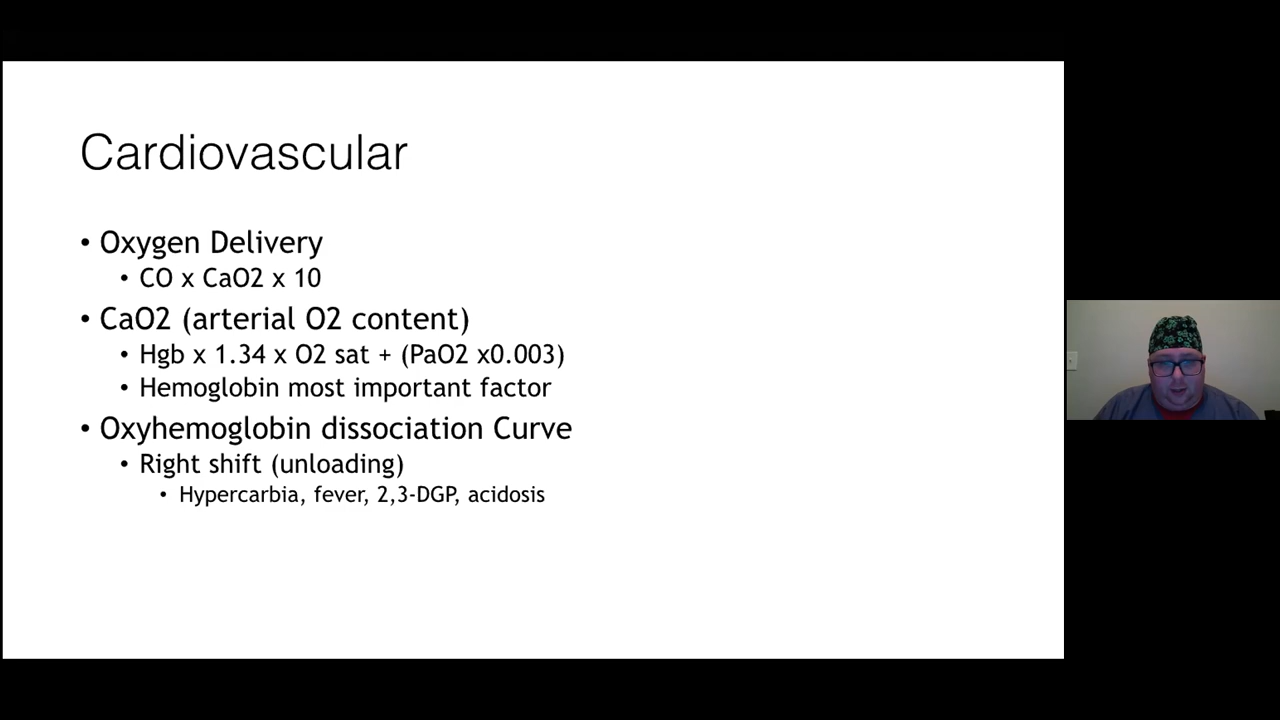 Cardiovascular
• Oxygen Delivery
• CO x CaO2 x 10
• CaO2 (arterial O2 content)
• Hgb x 1.34 x O2 sat + (PaO2 x0.003)
• Hemoglobin most important factor
• Oxyhemoglobin dissociation Curve
• Right shift (unloading)
• Hypercarbia, fever, 2,3-DGP, acidosis